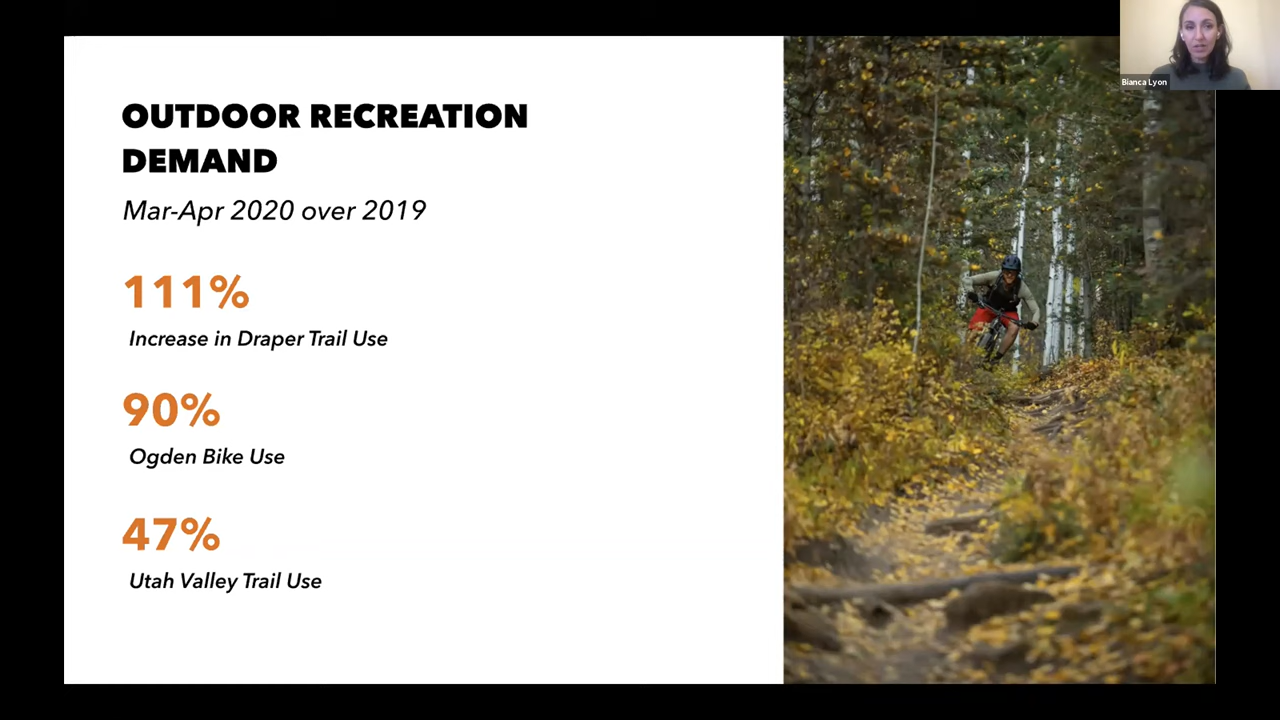 OUTDOOR RECREATION
DEMAND
Mar-Apr 2020 over 2019
111%
Increase in Draper Trail Use
90%
Ogden Bike Use
47%
Utah Valley Trail Use
Bianca Lyon